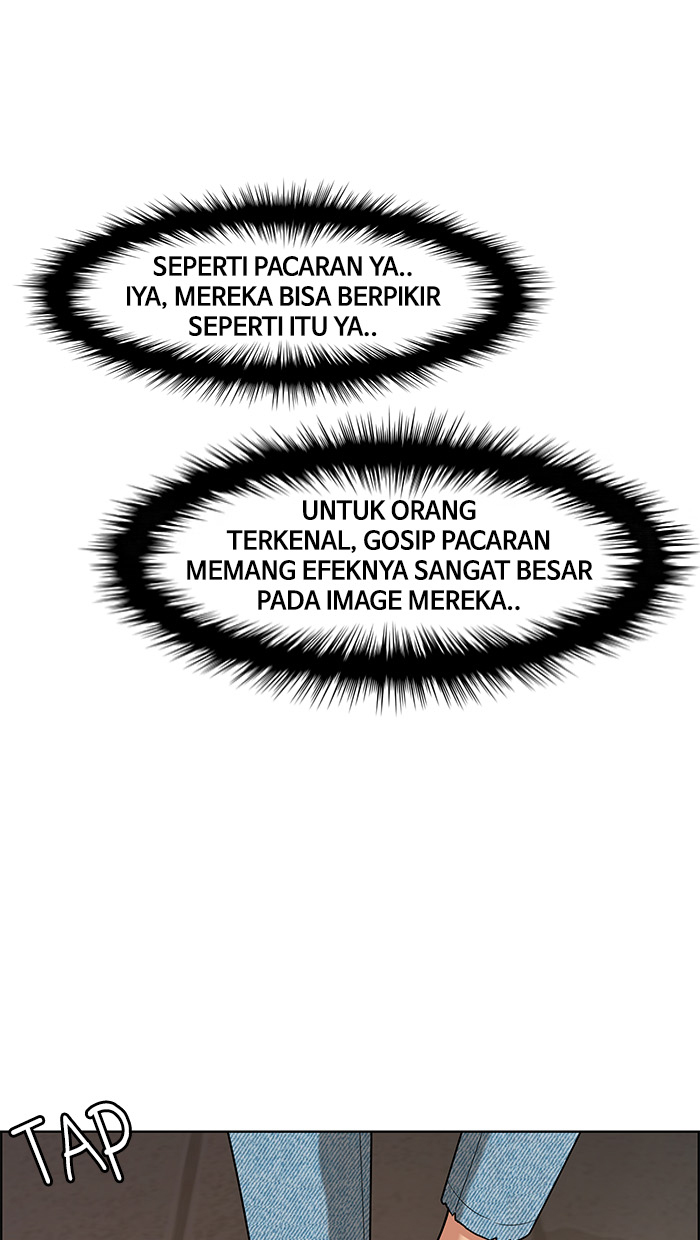 SEPERTI PACARAN YA..
IYA, MEREKA BISA BERPIKIR
SEPERTI ITU YA..
UNTUK ORANG
TERKENAL, GOSIP PACARAN
MEMANG EFEKNYA SANGAT BESAR
PADA IMAGE MEREKA..
TAP